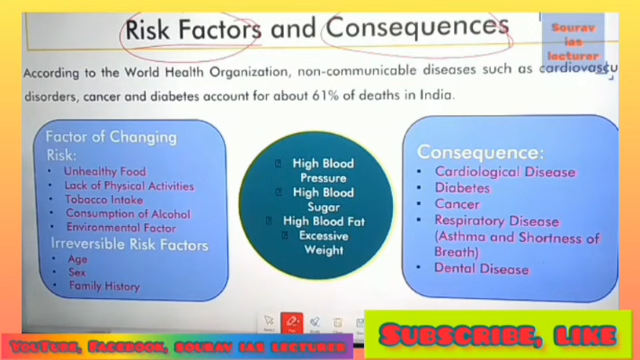 Risk Factors and Consequences
Sourav
ias
lecturer
According to the World Health Organization, non-communicable diseases such as cardiovascu
disorders, cancer and diabetes account for about 61% of deaths in India.
Factor of Changing
Risk:
• Unhealthy Food
• Lack of Physical Activities
• Tobacco Intake
• Consumption of Alcohol
• Environmental Factor
Irreversible Risk Factors
• Age
• Sex
• Family History
High Blood
Pressure
High Blood
Sugar
High Blood Fat
Excessive
Weight
Consequence:
• Cardiological Disease
• Diabetes
• Cancer
• Respiratory Disease
(Asthma and Shortness of
Breath)
• Dental Disease
YouTube, Facebook, sourav ias lecturer
Subscribe, like